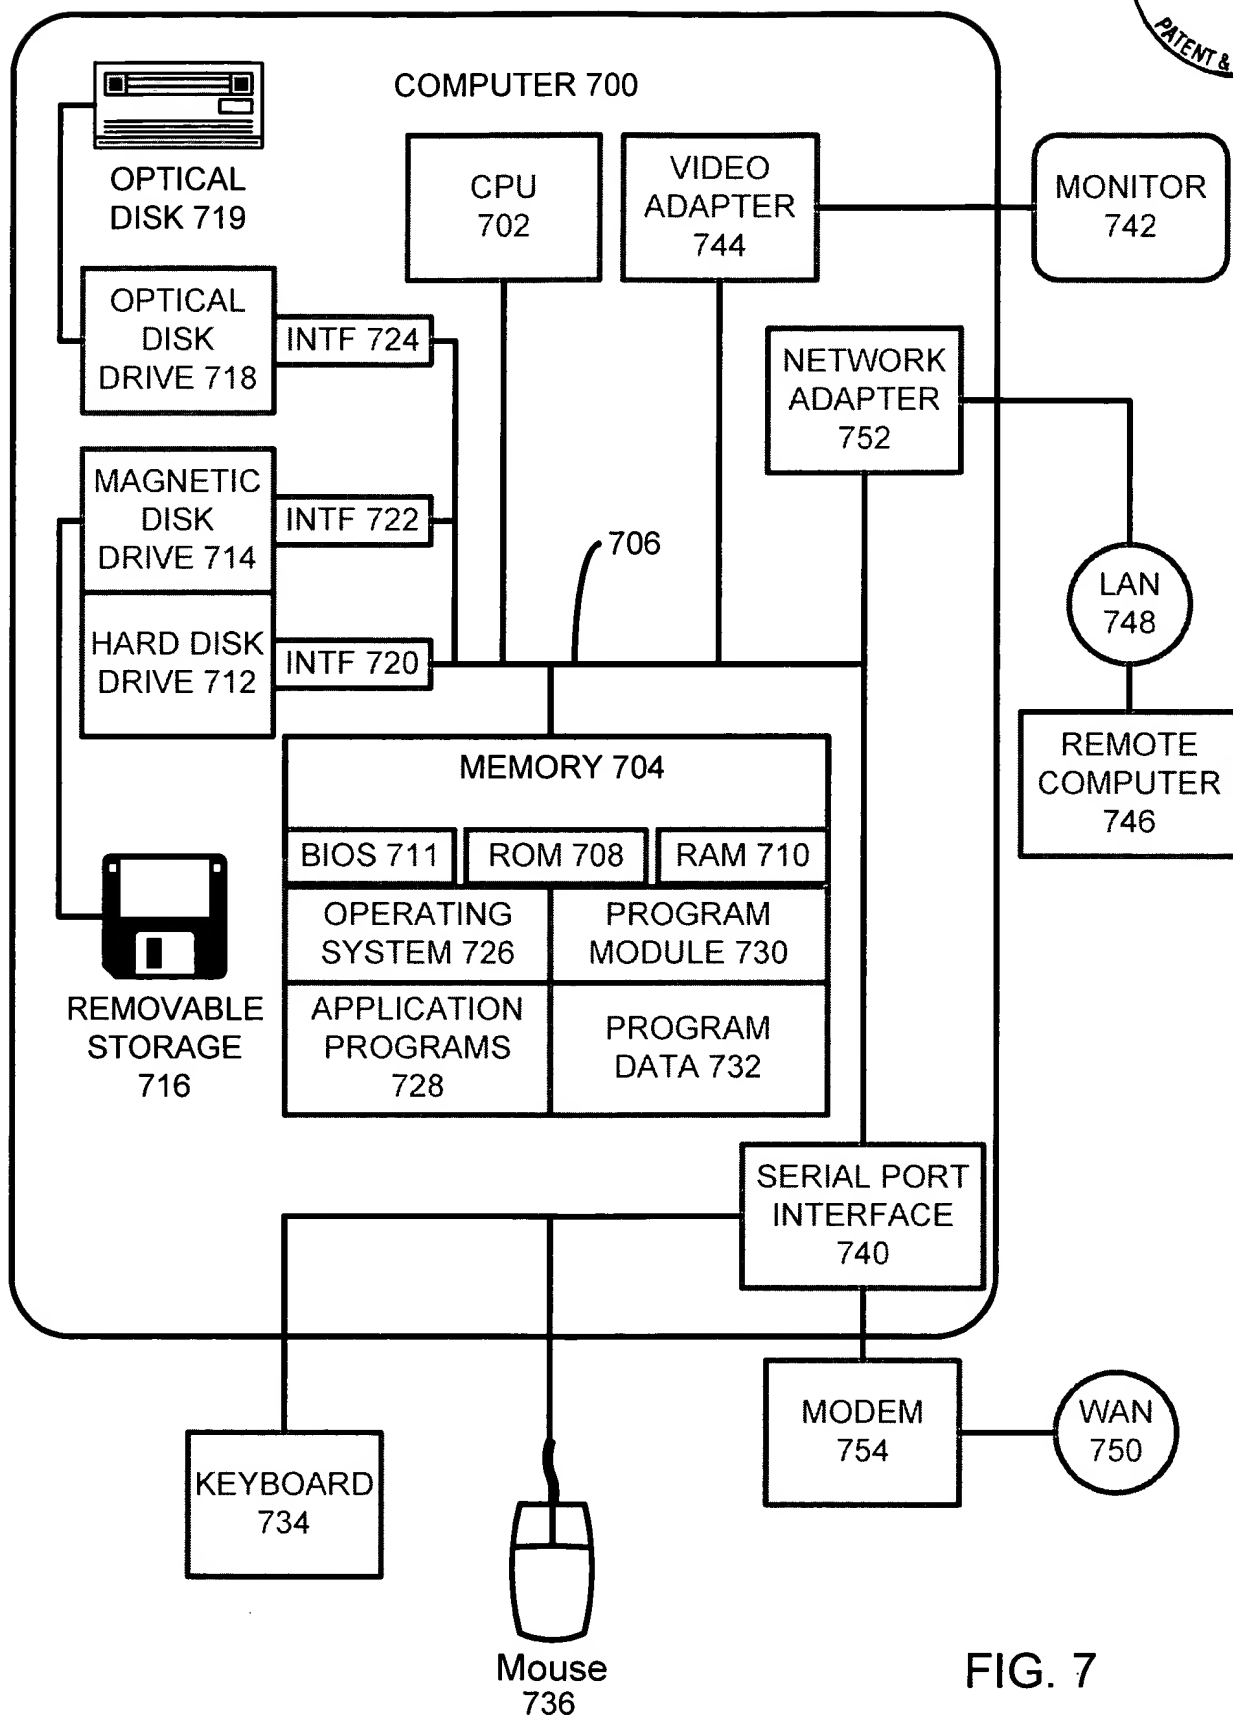 PATENT &
COMPUTER 700
OPTICAL
DISK 719
CPU
702
VIDEO
ADAPTER
744
MONITOR
742
OPTICAL
DISK
DRIVE 718
INTF 724
NETWORK
ADAPTER
752
MAGNETIC
DISK
DRIVE 714
INTF 722
706
LAN
748
HARD DISK
DRIVE 712
INTF 720
REMOTE
COMPUTER
746
MEMORY 704
BIOS 711
ROM 708
RAM 710
OPERATING
SYSTEM 726
PROGRAM
MODULE 730
REMOVABLE
STORAGE
716
APPLICATION
PROGRAMS
728
PROGRAM
DATA 732
SERIAL PORT
INTERFACE
740
MODEM
754
WAN
750
KEYBOARD
734
Mouse
736
FIG. 7